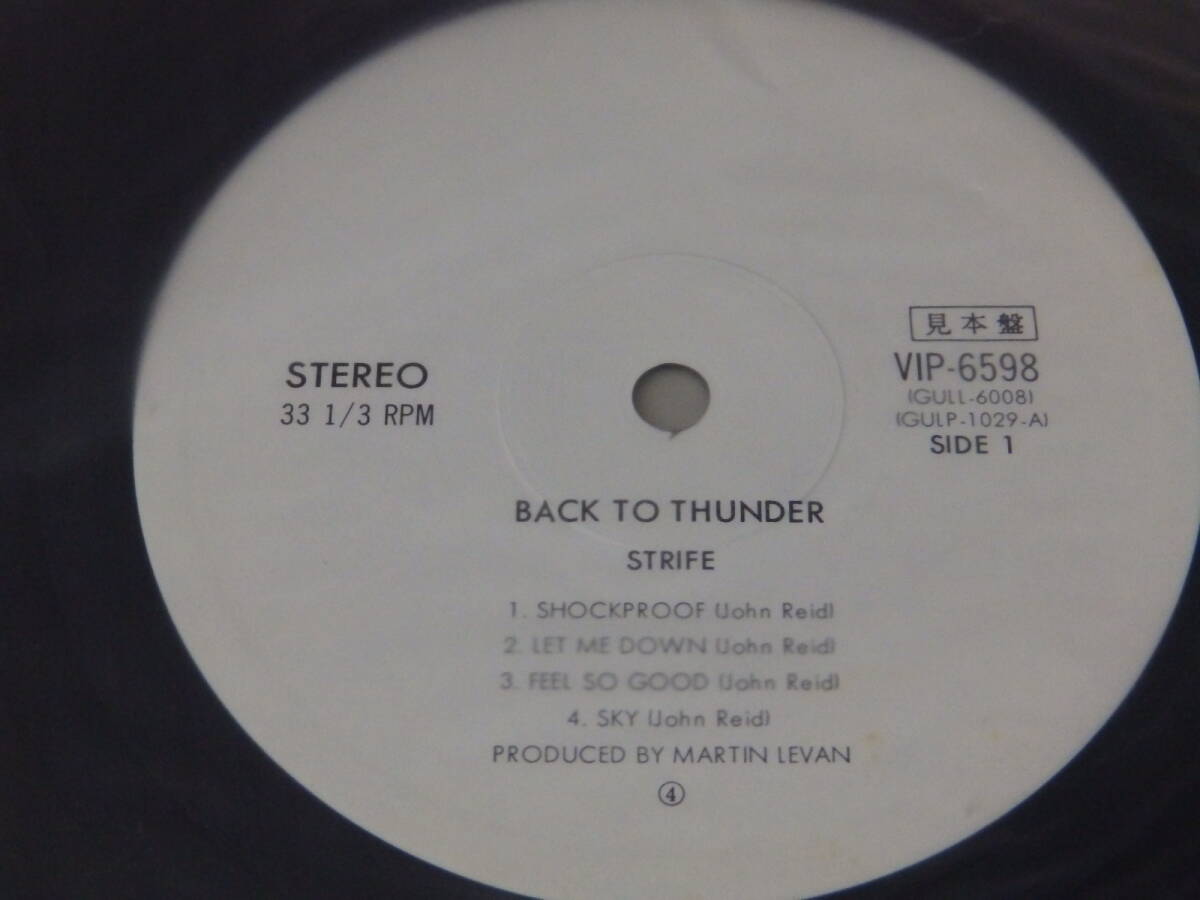 STEREO
33 1/3 RPM
見本盤
VIP-6598
(GULL-6008)
(GULP-1029-A)
SIDE 1
BACK TO THUNDER
STRIFE
1. SHOCKPROOF (John Reid)
2. LET ME DOWN (John Reid)
3. FEEL SO GOOD (John Reid)
4. SKY (John Reid)
PRODUCED BY MARTIN LEVAN
④